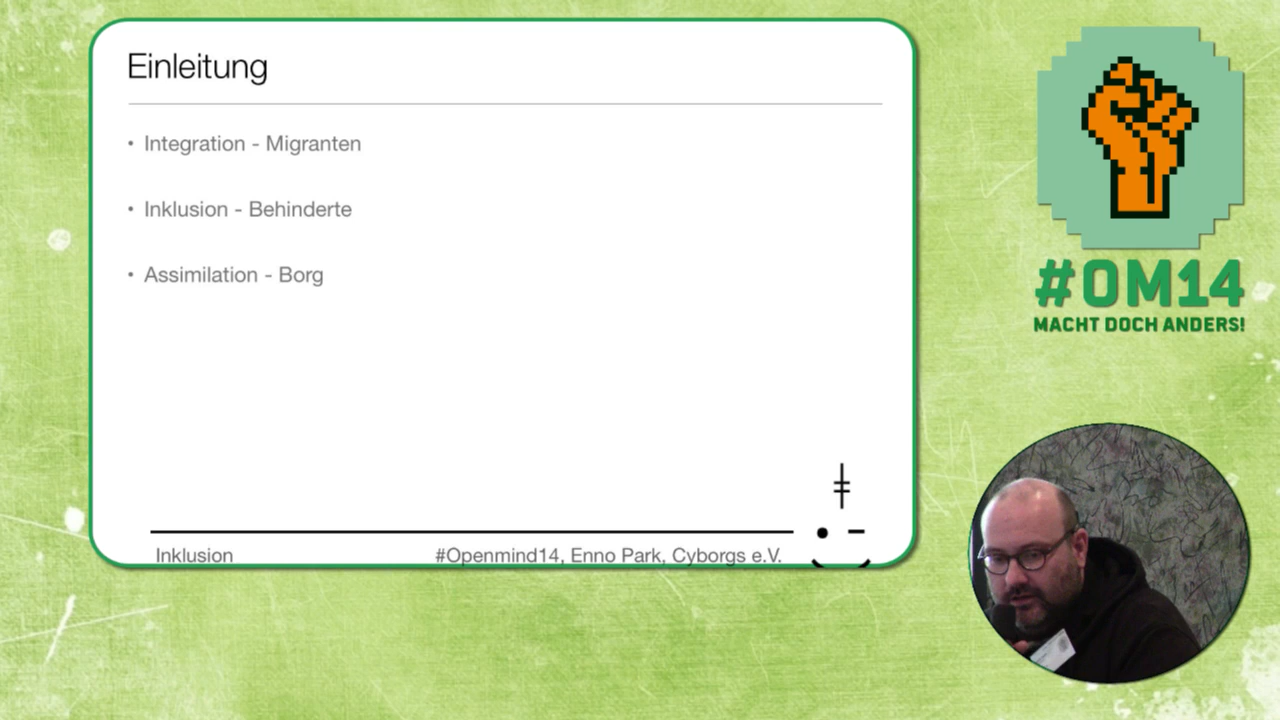 Einleitung
• Integration - Migranten
• Inklusion - Behinderte
• Assimilation - Borg
Inklusion
#Openmind14, Enno Park, Cyborgs e.V.
#OM14
MACHT DOCH ANDERS!